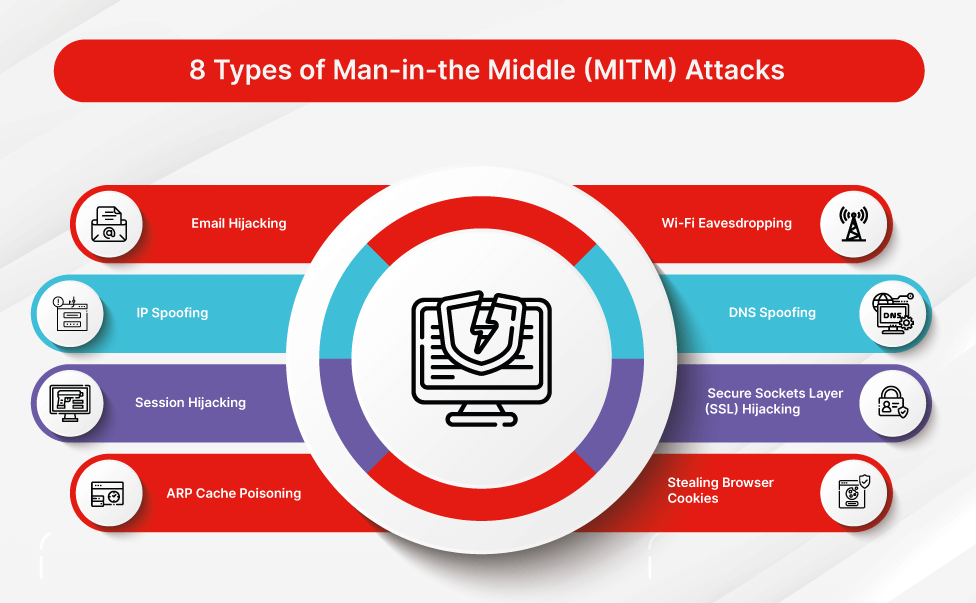 8 Types of Man-in-the Middle (MITM) Attacks
Email Hijacking
IP Spoofing
Session Hijacking
ARP Cache Poisoning
Wi-Fi Eavesdropping
DNS Spoofing
DNS
Secure Sockets Layer
(SSL) Hijacking
Stealing Browser
Cookies